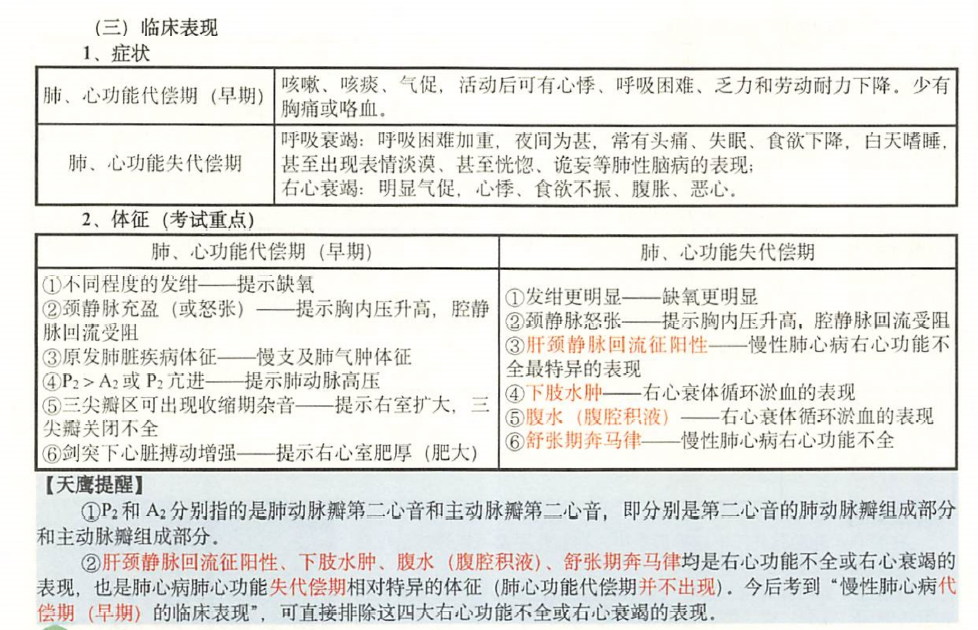 （三）临床表现
1、症状
肺、心功能代偿期（早期）
咳嗽、咳痰、气促，活动后可有心悸、呼吸困难、乏力和劳动耐力下降。少有
胸痛或咯血。
肺、心功能失代偿期
呼吸衰竭：呼吸困难加重，夜间为甚，常有头痛、失眠、食欲下降，白天嗜睡，
甚至出现表情淡漠、甚至恍惚、诡妄等肺性脑病的表现；
右心衰竭：明显气促，心悸、食欲不振、腹胀、恶心。
2、体征（考试重点）
肺、心功能代偿期（早期）
①不同程度的发绀——提示缺氧
②颈静脉充盈（或怒张）——提示胸内压升高，腔静
脉回流受阻
③原发肺脏疾病体征——慢支及肺气肿体征
④P₂＞A₂或 P₂亢进——提示肺动脉高压
⑤三尖瓣区可出现收缩期杂音——提示右室扩大，三
尖瓣关闭不全
⑥剑突下心脏搏动增强——提示右心室肥厚（肥大）
肺、心功能失代偿期
①发绀更明显——缺氧更明显
②颈静脉怒张——提示胸内压升高，腔静脉回流受阻
③肝颈静脉回流征阳性——慢性肺心病右心功能不
全最特异的表现
④下肢水肿——右心衰体循环淤血的表现
⑤腹水（腹腔积液）——右心衰体循环淤血的表现
⑥舒张期奔马律——慢性肺心病右心功能不全
【天鹰提醒】
①P₂和 A₂分别指的是肺动脉瓣第二心音和主动脉瓣第二心音，即分别是第二心音的肺动脉瓣组成部分
和主动脉瓣组成部分。
②肝颈静脉回流征阳性、下肢水肿、腹水（腹腔积液）、舒张期奔马律均是右心功能不全或右心衰竭的
表现，也是肺心病肺心功能失代偿期相对特异的体征（肺心功能代偿期并不出现）。今后考到“慢性肺心病代
偿期（早期）的临床表现”，可直接排除这四大右心功能不全或右心衰竭的表现。